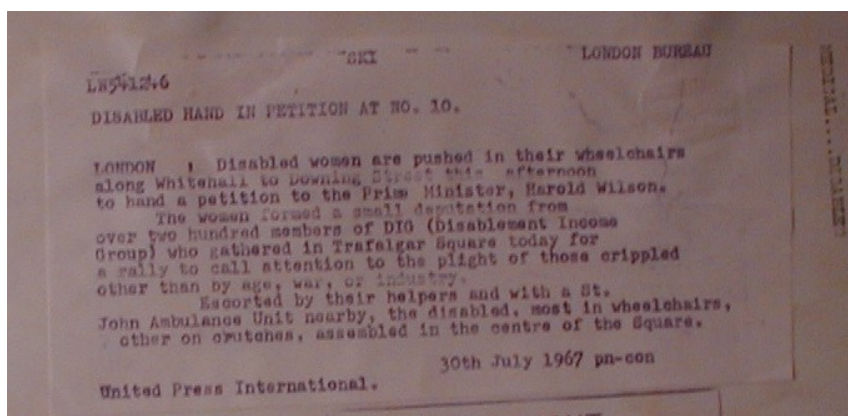 "SKI LONDON BUREAU
DISABLED HAND IN PETITION AT NO. 10.
LONDON : Disabled women are pushed in their wheelchairs
along Whitehall to Downing Street this afternoon
to hand a petition to the Prime Minister, Harold Wilson.
The women formed a small deputation from
over two hundred members of DIG (Disablement Income
Group) who gathered in Trafalgar Square today for
a rally to call attention to the plight of those crippled
other than by age, war, or industry.
Escorted by their helpers and with a St.
John Ambulance Unit nearby, the disabled, most in wheelchairs,
other on crutches, assembled in the centre of the Square.
30th July 1967 pn-con
United Press International.
MEDICAL....